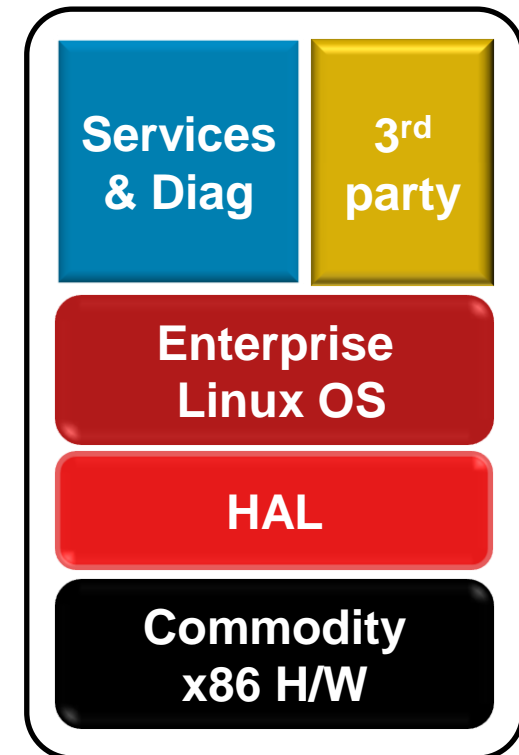 Services
& Diag
3rd
party
Enterprise
Linux OS
HAL
Commodity
x86 H/W